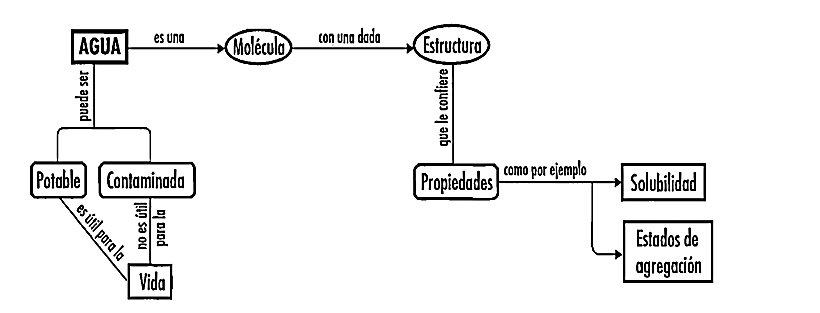 AGUA
es una
Molécula
con una dada
Estructura
puede ser
que le confiere
Potable
Contaminada
Propiedades
como por ejemplo
Solubilidad
es útil para la
no es útil
para la
Estados de
agregación
Vida